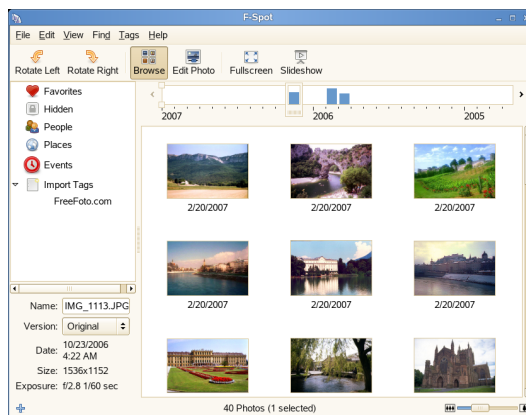 F-Spot
File Edit View Find Tags Help
Rotate Left Rotate Right Browse Edit Photo Fullscreen Slideshow
Favorites
Hidden
People
Places
Events
Import Tags
FreeFoto.com
2007 2006 2005
2/20/2007 2/20/2007 2/20/2007
2/20/2007 2/20/2007 2/20/2007
Name: IMG_1113.JPG
Version: Original
Date: 10/23/2006
4:22 AM
Size: 1536x1152
Exposure: f/2.8 1/60 sec
40 Photos (1 selected)